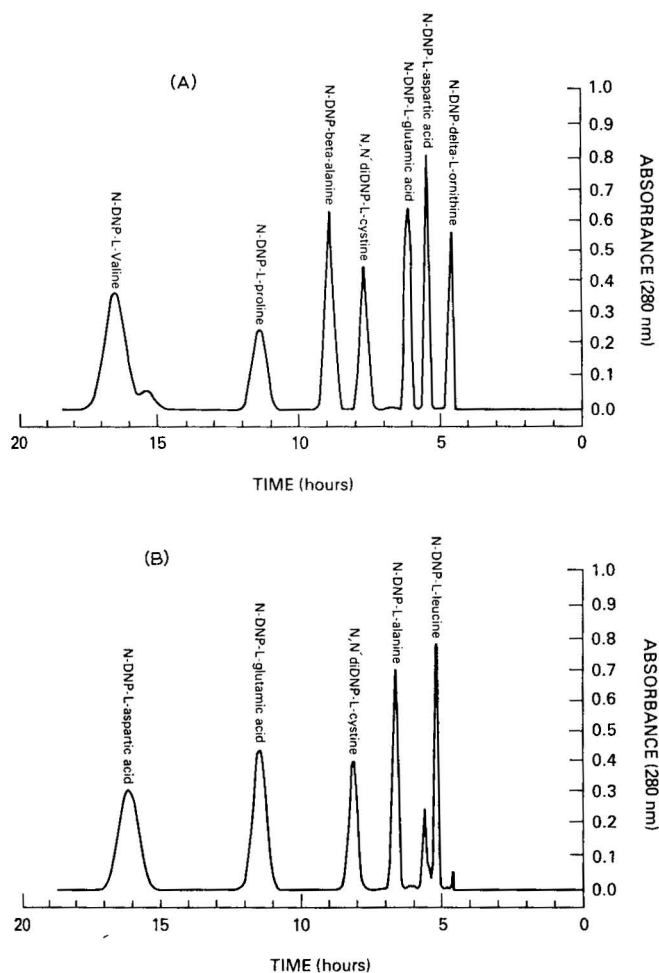 (A)
N-DNP-L-Valine
N-DNP-L-proline
N-DNP-beta-alanine
N,N´diDNP-L-cystine
N-DNP-L-glutamic acid
N-DNP-L-aspartic acid
N-DNP-delta-L-ornithine
1.0
0.9
0.8
0.7
0.6
0.5
0.4
0.3
0.2
0.1
0.0
ABSORBANCE (280 nm)
20 15 10 5 0
TIME (hours)
(B)
N-DNP-L-aspartic acid
N-DNP-L-glutamic acid
N,N´diDNP-L-cystine
N-DNP-L-alanine
N-DNP-L-leucine
1.0
0.9
0.8
0.7
0.6
0.5
0.4
0.3
0.2
0.1
0.0
ABSORBANCE (280 nm)
20 15 10 5 0
TIME (hours)